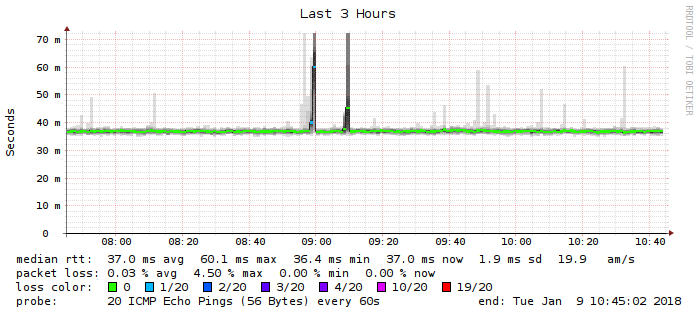 Last 3 Hours
RRDTOOL / TOBI OETIKER
Seconds
70 m
60 m
50 m
40 m
30 m
20 m
10 m
0
08:00 08:20 08:40 09:00 09:20 09:40 10:00 10:20 10:40
median rtt: 37.0 ms avg 60.1 ms max 36.4 ms min 37.0 ms now 1.9 ms sd 19.9 am/s
packet loss: 0.03 % avg 4.50 % max 0.00 % min 0.00 % now
loss color: 0 1/20 2/20 3/20 4/20 10/20 19/20
probe: 20 ICMP Echo Pings (56 Bytes) every 60s end: Tue Jan 9 10:45:02 2018